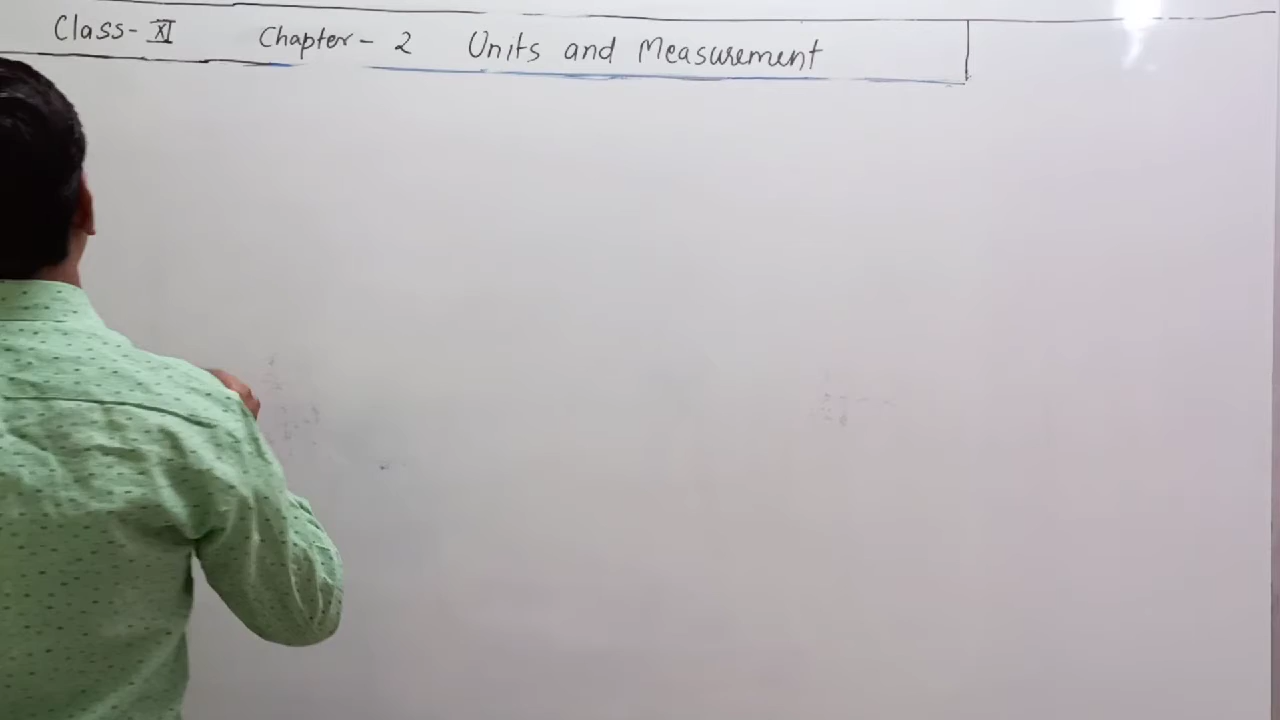 Class- XI Chapter- 2 Units and Measurement